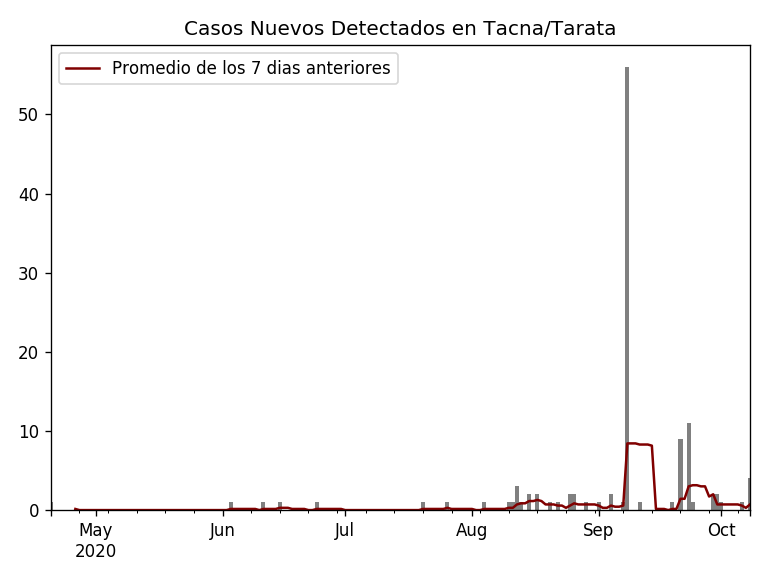 Casos Nuevos Detectados en Tacna/Tarata
Promedio de los 7 dias anteriores
50
40
30
20
10
0
May Jun Jul Aug Sep Oct
2020